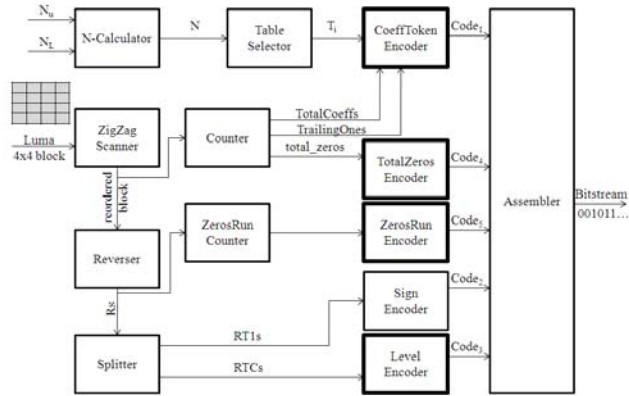 N_u
N_L
N-Calculator
N
Table
Selector
T_i
CoeffToken
Encoder
Code_1
Luma
4x4 block
ZigZag
Scanner
Counter
TotalCoeffs
TrailingOnes
total_zeros
TotalZeros
Encoder
Code_4
reordered
block
Reverser
ZerosRun
Counter
ZerosRun
Encoder
Code_5
Assembler
Bitstream
001011...
Rs
Splitter
RT1s
Sign
Encoder
Code_2
RTCs
Level
Encoder
Code_3